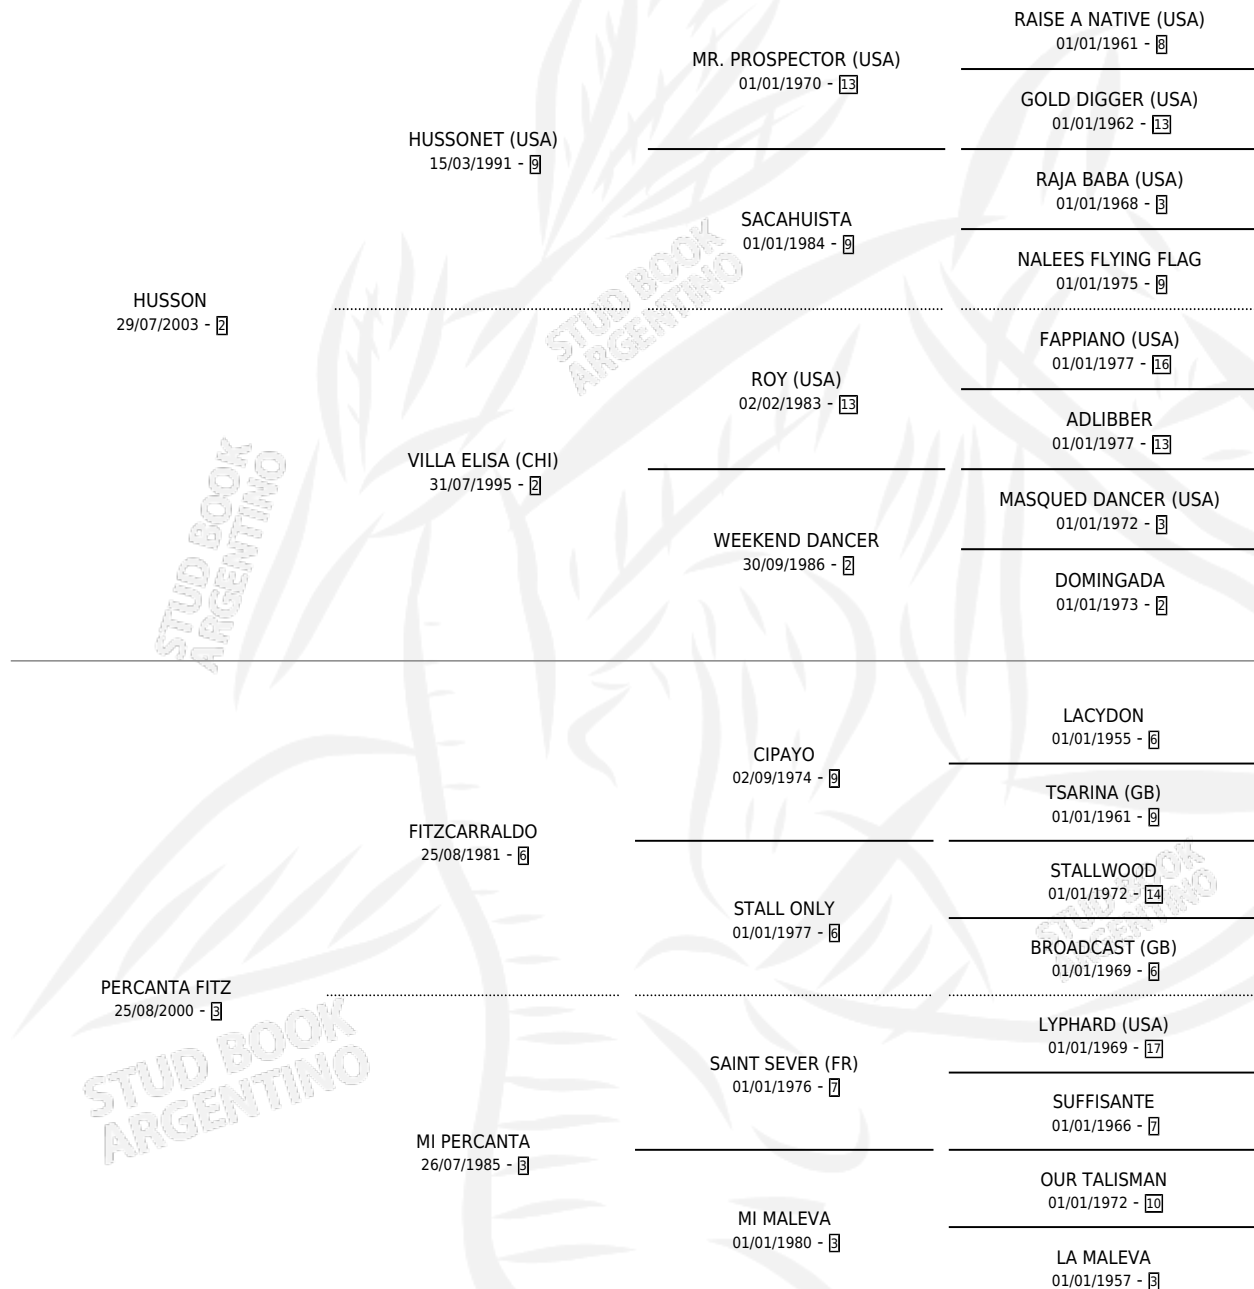 RAISE A NATIVE (USA)
01/01/1961 - 8
MR. PROSPECTOR (USA)
01/01/1970 - 13
GOLD DIGGER (USA)
01/01/1962 - 13
HUSSONET (USA)
15/03/1991 - 9
RAJA BABA (USA)
01/01/1968 - 3
SACAHUISTA
01/01/1984 - 9
NALEES FLYING FLAG
01/01/1975 - 9
HUSSON
29/07/2003 - 2
FAPPIANO (USA)
01/01/1977 - 16
ROY (USA)
02/02/1983 - 13
ADLIBBER
01/01/1977 - 13
VILLA ELISA (CHI)
31/07/1995 - 2
MASQUED DANCER (USA)
01/01/1972 - 3
WEEKEND DANCER
30/09/1986 - 2
DOMINGADA
01/01/1973 - 2
LACYDON
01/01/1955 - 6
CIPAYO
02/09/1974 - 9
TSARINA (GB)
01/01/1961 - 9
FITZCARRALDO
25/08/1981 - 6
STALLWOOD
01/01/1972 - 14
STALL ONLY
01/01/1977 - 6
BROADCAST (GB)
01/01/1969 - 6
PERCANTA FITZ
25/08/2000 - 3
LYPHARD (USA)
01/01/1969 - 17
SAINT SEVER (FR)
01/01/1976 - 7
SUFFISANTE
01/01/1966 - 7
MI PERCANTA
26/07/1985 - 3
OUR TALISMAN
01/01/1972 - 10
MI MALEVA
01/01/1980 - 3
LA MALEVA
01/01/1957 - 3
STUD BOOK
ARGENTINO
STUD BOOK
ARGENTINO
STUD BOOK
ARGENTINO
STUD BOOK
ARGENTINO